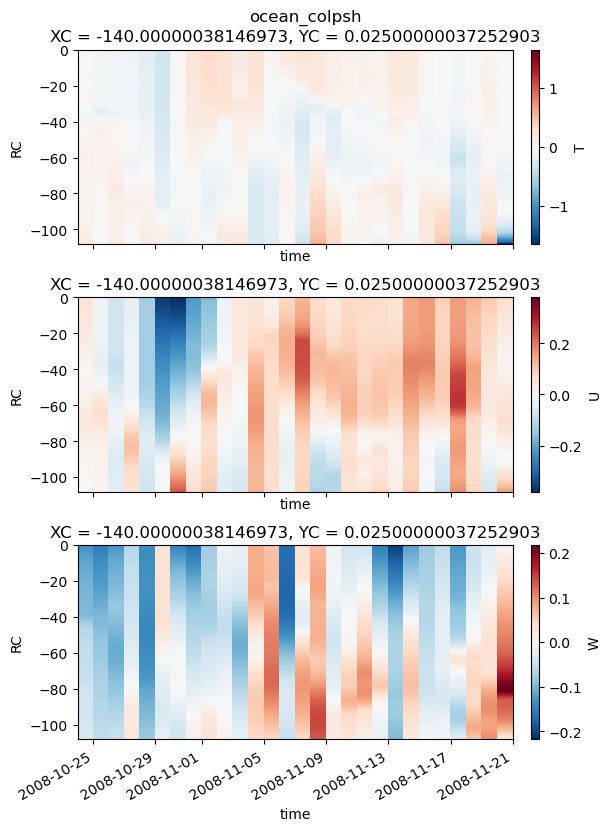 ocean_colpsh
XC = -140.00000038146973, YC = 0.02500000037252903
0
−20
−40
−60
−80
−100
RC
time
1
0
−1
T
XC = -140.00000038146973, YC = 0.02500000037252903
0
−20
−40
−60
−80
−100
RC
time
0.2
0.0
−0.2
U
XC = -140.00000038146973, YC = 0.02500000037252903
0
−20
−40
−60
−80
−100
RC
2008-10-25
2008-10-29
2008-11-01
2008-11-05
2008-11-09
2008-11-13
2008-11-17
2008-11-21
time
0.2
0.1
0.0
−0.1
−0.2
W